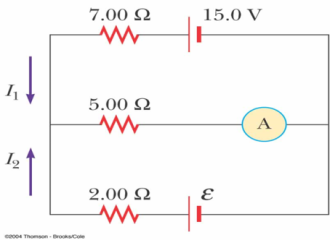 7.00 Ω 15.0 V
I₁
5.00 Ω A
I₂
2.00 Ω ε
©2004 Thomson - Brooks/Cole